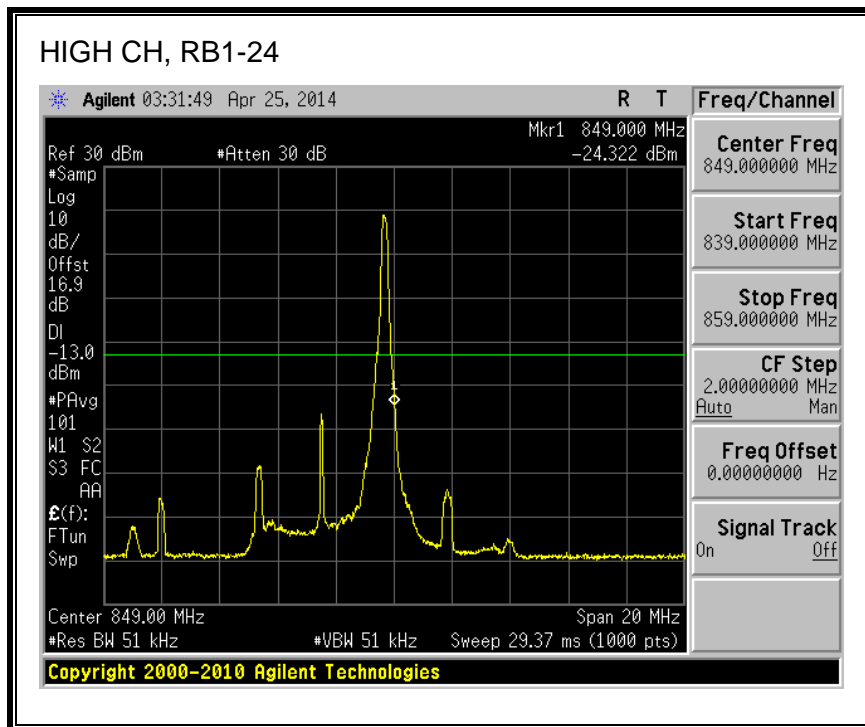 HIGH CH, RB1-24
Agilent 03:31:49 Apr 25, 2014 R T
Mkr1 849.000 MHz
Ref 30 dBm #Atten 30 dB -24.322 dBm
#Samp
Log
10
dB/
Offst
16.9
dB
DI
-13.0
dBm
#PAvg
101
W1 S2
S3 FC
AA
£(f):
FTun
Swp
1
Center 849.00 MHz Span 20 MHz
#Res BW 51 kHz #VBW 51 kHz Sweep 29.37 ms (1000 pts)
Copyright 2000-2010 Agilent Technologies
Freq/Channel
Center Freq
849.000000 MHz
Start Freq
839.000000 MHz
Stop Freq
859.000000 MHz
CF Step
2.00000000 MHz
Auto Man
Freq Offset
0.00000000 Hz
Signal Track
On Off